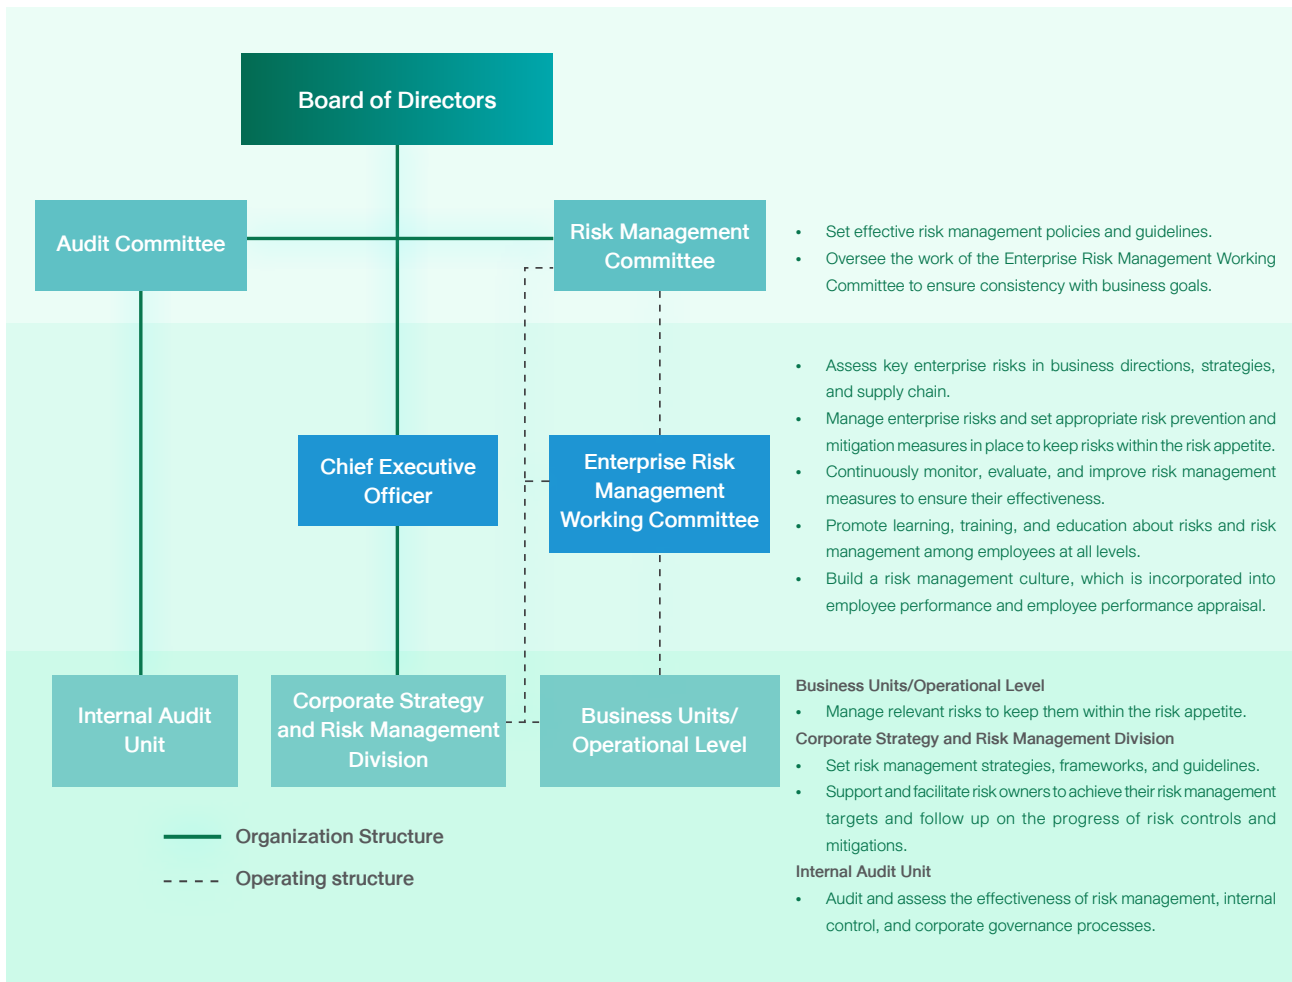 Board of Directors
Audit Committee
Risk Management
Committee
• Set effective risk management policies and guidelines.
• Oversee the work of the Enterprise Risk Management Working
Committee to ensure consistency with business goals.
Chief Executive
Officer
Enterprise Risk
Management
Working Committee
• Assess key enterprise risks in business directions, strategies,
and supply chain.
• Manage enterprise risks and set appropriate risk prevention and
mitigation measures in place to keep risks within the risk appetite.
• Continuously monitor, evaluate, and improve risk management
measures to ensure their effectiveness.
• Promote learning, training, and education about risks and risk
management among employees at all levels.
• Build a risk management culture, which is incorporated into
employee performance and employee performance appraisal.
Internal Audit
Unit
Corporate Strategy
and Risk Management
Division
Business Units/
Operational Level
Business Units/Operational Level
• Manage relevant risks to keep them within the risk appetite.
Corporate Strategy and Risk Management Division
• Set risk management strategies, frameworks, and guidelines.
• Support and facilitate risk owners to achieve their risk management
targets and follow up on the progress of risk controls and
mitigations.
Internal Audit Unit
• Audit and assess the effectiveness of risk management, internal
control, and corporate governance processes.
Organization Structure
Operating structure